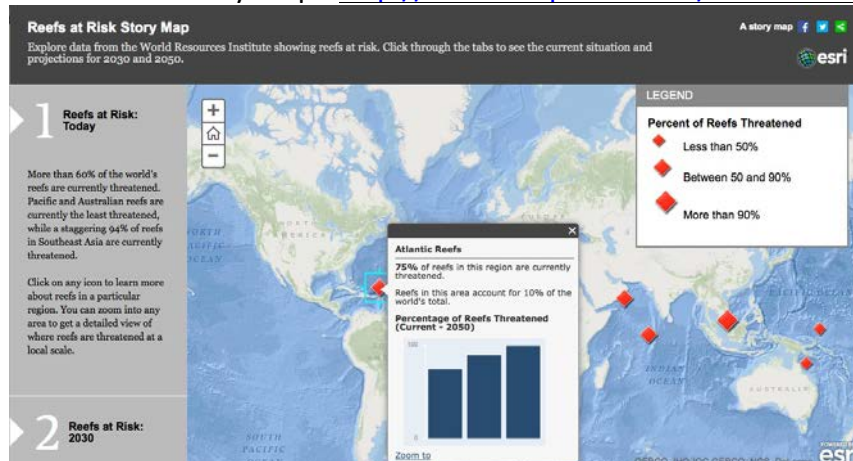 Reefs at Risk Story Map
Explore data from the World Resources Institute showing reefs at risk. Click through the tabs to see the current situation and
projections for 2030 and 2050.
A story map
esri
1 Reefs at Risk:
Today
More than 60% of the world's
reefs are currently threatened.
Pacific and Australian reefs are
currently the least threatened,
while a staggering 94% of reefs
in Southeast Asia are currently
threatened.
Click on any icon to learn more
about reefs in a particular
region. You can zoom into any
area to get a detailed view of
where reefs are threatened at a
local scale.
2 Reefs at Risk:
2030
LEGEND
Percent of Reefs Threatened
Less than 50%
Between 50 and 90%
More than 90%
Atlantic Reefs
75% of reefs in this region are currently
threatened.
Reefs in this area account for 10% of the
world's total.
Percentage of Reefs Threatened
(Current - 2050)
100
0
Zoom to
NORTH
PACIFIC
OCEAN
NORTH
AMERICA
EUROPE
SOUTH
PACIFIC
INDIAN
OCEAN
AUSTRALIA
esri